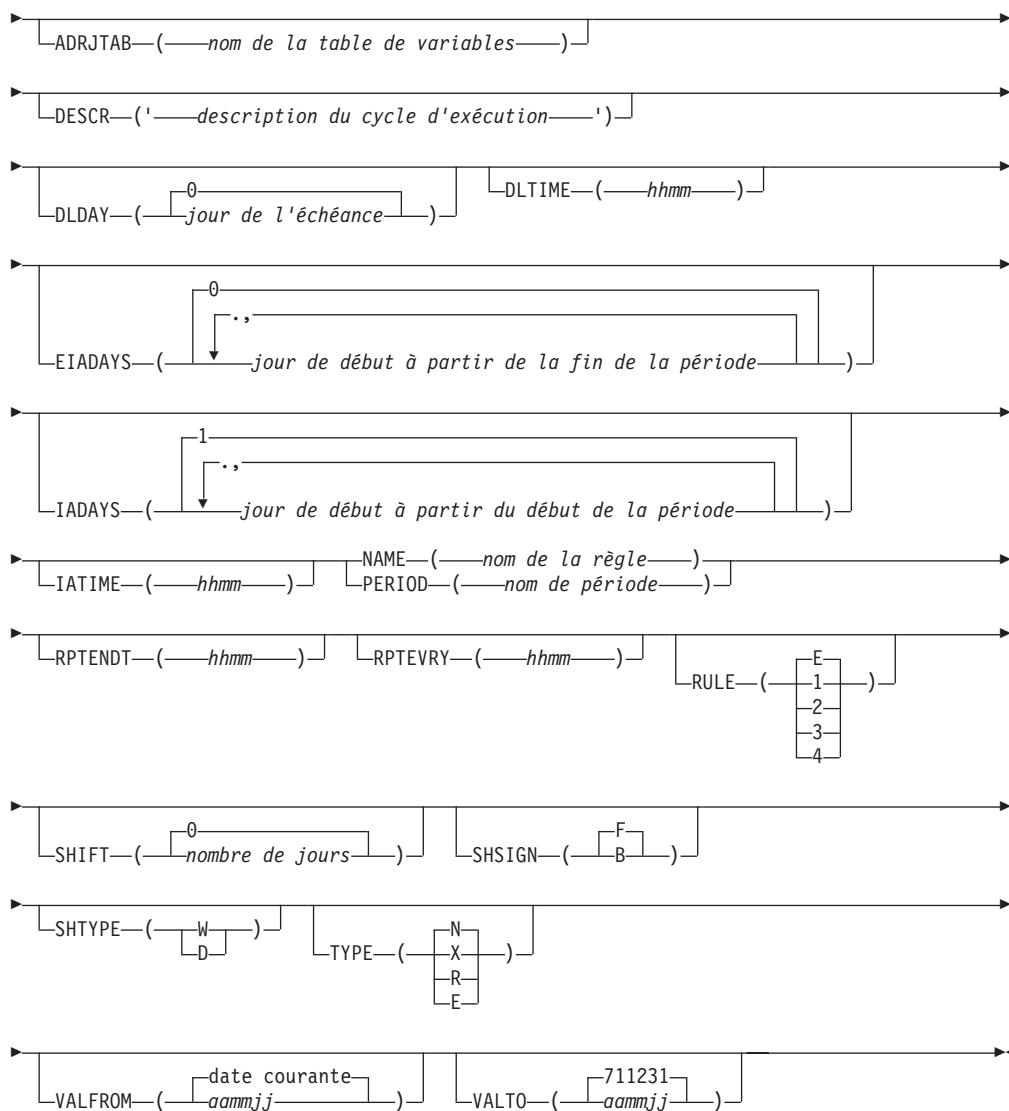 ADRJTAB ( nom de la table de variables )
DESCR (' description du cycle d'exécution ')
0
DLDAY ( jour de l'échéance ) DLTIME ( hhmm )
0
.,
EIADAYS ( jour de début à partir de la fin de la période )
1
.,
IADAYS ( jour de début à partir du début de la période )
NAME ( nom de la règle )
IATIME ( hhmm ) PERIOD ( nom de période )
RPTENDT ( hhmm ) RPTEVRY ( hhmm ) E
RULE ( 1 )
2
3
4
0 F
SHIFT ( nombre de jours ) SHSIGN ( B )
SHTYPE ( W ) N
D TYPE ( X )
R
E
date courante 711231
VALFROM ( aammjj ) VALTO ( aammjj )